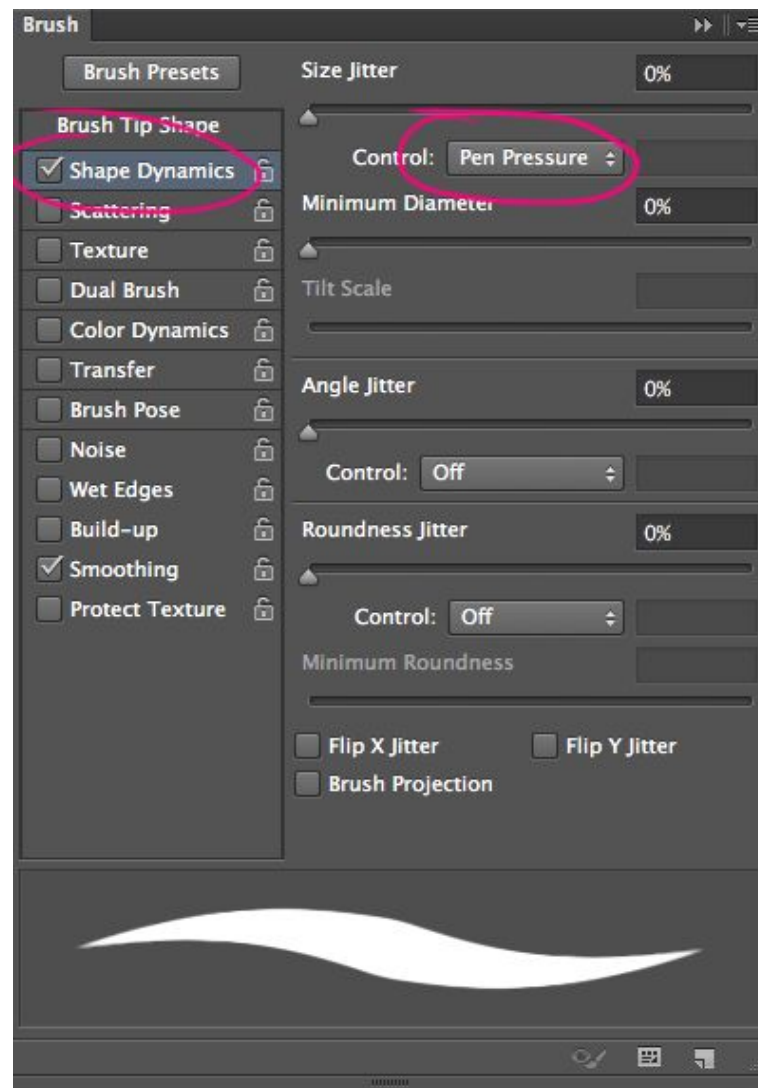 Brush
Brush Presets
Brush Tip Shape
Shape Dynamics
Scattering
Texture
Dual Brush
Color Dynamics
Transfer
Brush Pose
Noise
Wet Edges
Build-up
Smoothing
Protect Texture
Size Jitter 0%
Control: Pen Pressure
Minimum Diameter 0%
Tilt Scale
Angle Jitter 0%
Control: Off
Roundness Jitter 0%
Control: Off
Minimum Roundness
Flip X Jitter Flip Y Jitter
Brush Projection